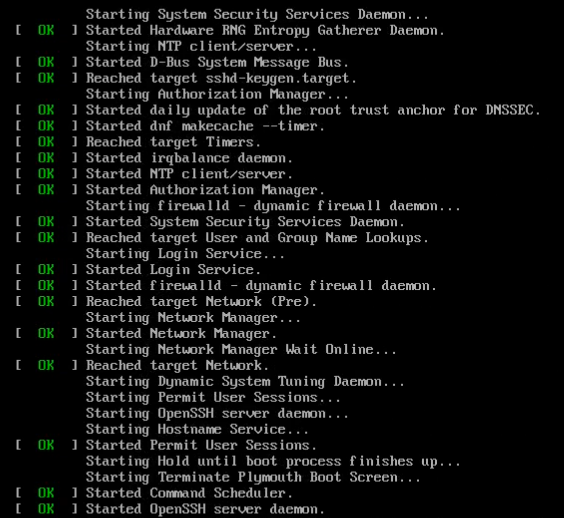 Starting System Security Services Daemon...
[  OK  ] Started Hardware RNG Entropy Gatherer Daemon.
Starting NTP client/server...
[  OK  ] Started D-Bus System Message Bus.
[  OK  ] Reached target sshd-keygen.target.
Starting Authorization Manager...
[  OK  ] Started daily update of the root trust anchor for DNSSEC.
[  OK  ] Started dnf makecache --timer.
[  OK  ] Reached target Timers.
[  OK  ] Started irqbalance daemon.
[  OK  ] Started NTP client/server.
[  OK  ] Started Authorization Manager.
Starting firewalld - dynamic firewall daemon...
[  OK  ] Started System Security Services Daemon.
[  OK  ] Reached target User and Group Name Lookups.
Starting Login Service...
[  OK  ] Started Login Service.
[  OK  ] Started firewalld - dynamic firewall daemon.
[  OK  ] Reached target Network (Pre).
Starting Network Manager...
[  OK  ] Started Network Manager.
Starting Network Manager Wait Online...
[  OK  ] Reached target Network.
Starting Dynamic System Tuning Daemon...
Starting Permit User Sessions...
Starting OpenSSH server daemon...
Starting Hostname Service...
[  OK  ] Started Permit User Sessions.
Starting Hold until boot process finishes up...
Starting Terminate Plymouth Boot Screen...
[  OK  ] Started Command Scheduler.
[  OK  ] Started OpenSSH server daemon.